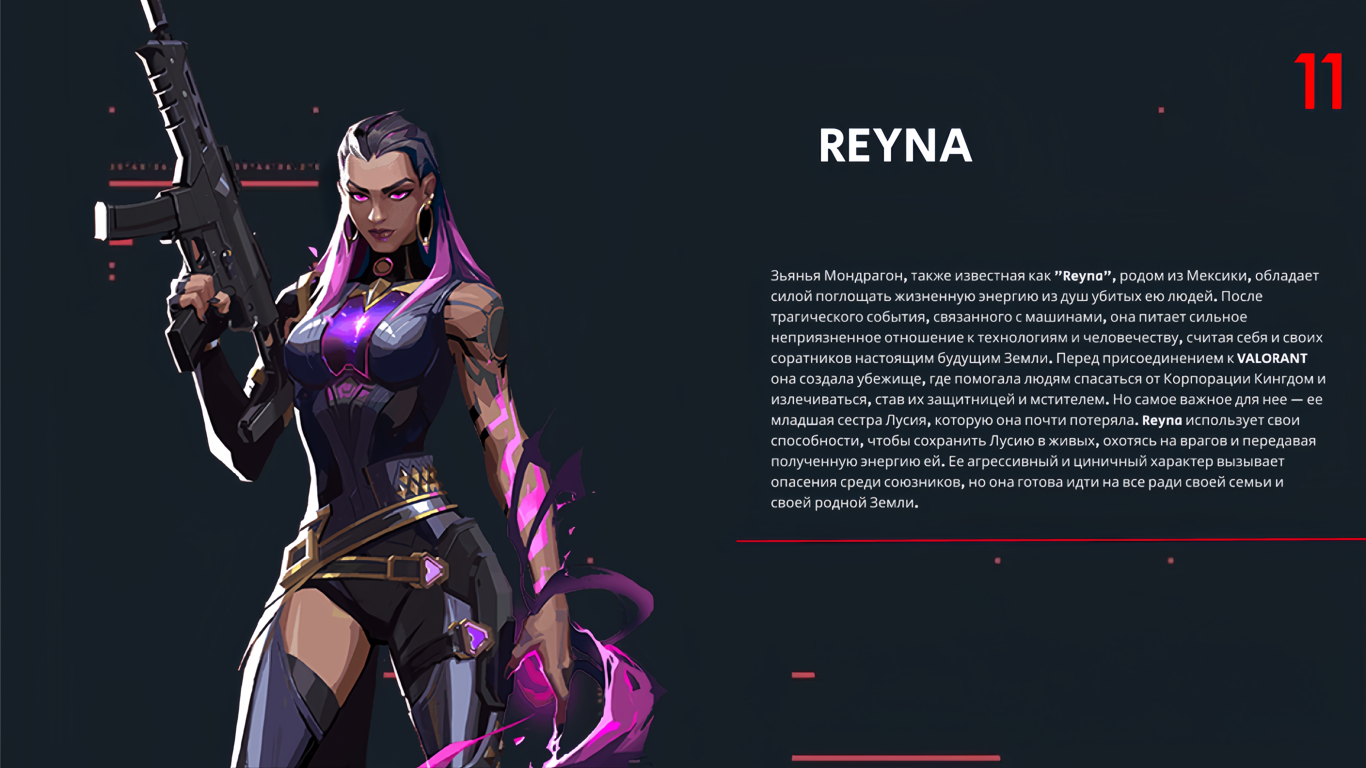 11
REYNA
Зьянья Мондрагон, также известная как ”Reyna”, родом из Мексики, обладает
силой поглощать жизненную энергию из душ убитых ею людей. После
трагического события, связанного с машинами, она питает сильное
неприязненное отношение к технологиям и человечеству, считая себя и своих
соратников настоящим будущим Земли. Перед присоединением к VALORANT
она создала убежище, где помогала людям спасаться от Корпорации Кингдом и
излечиваться, став их защитницей и мстителем. Но самое важное для нее — ее
младшая сестра Лусия, которую она почти потеряла. Reyna использует свои
способности, чтобы сохранить Лусию в живых, охотясь на врагов и передавая
полученную энергию ей. Ее агрессивный и циничный характер вызывает
опасения среди союзников, но она готова идти на все ради своей семьи и
своей родной Земли.